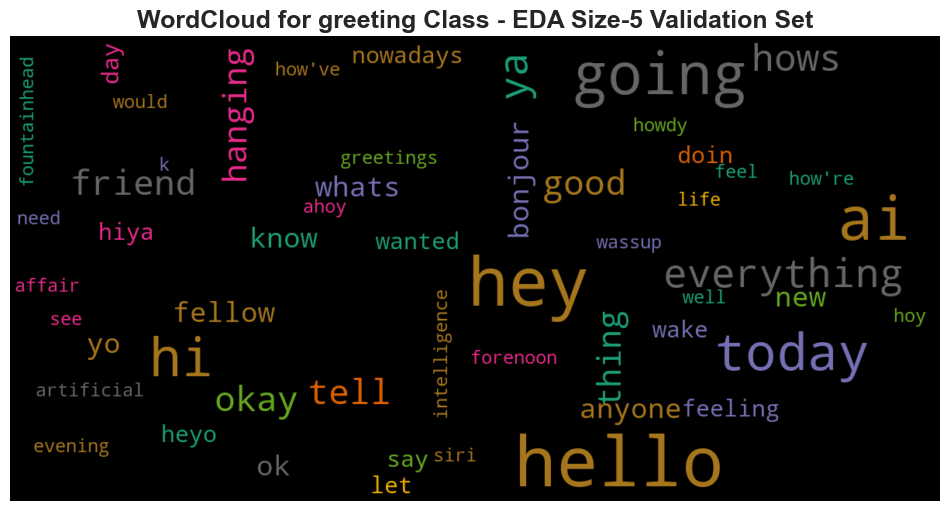 WordCloud for greeting Class - EDA Size-5 Validation Set
fountainhead
day
would
hanging
how've
nowadays
ya
going
hows
howdy
k
friend
greetings
whats
ahoy
bonjour
good
doin
feel
life
how're
need
hiya
know
wanted
wassup
ai
affair
see
fellow
yo
hi
intelligence
hey
forenoon
everything
well
new
hoy
thing
wake
today
artificial
okay
tell
anyone
feeling
evening
heyo
ok
say
siri
let
hello